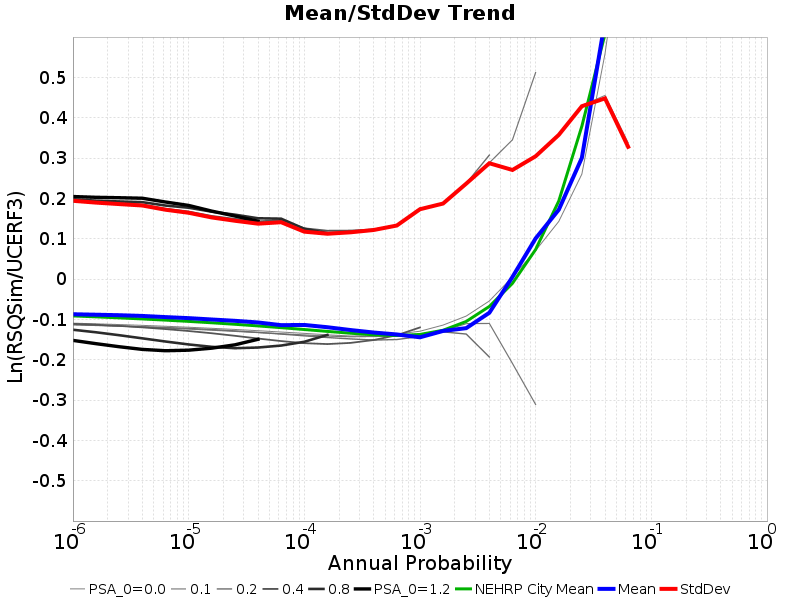 Mean/StdDev Trend
Ln(RSQSim/UCERF3)
0.5
0.4
0.3
0.2
0.1
0
-0.1
-0.2
-0.3
-0.4
-0.5
10^-6 10^-5 10^-4 10^-3 10^-2 10^-1 10^0
Annual Probability
PSA_0=0.0 0.1 0.2 0.4 0.8 PSA_0=1.2 NEHRP City Mean Mean StdDev